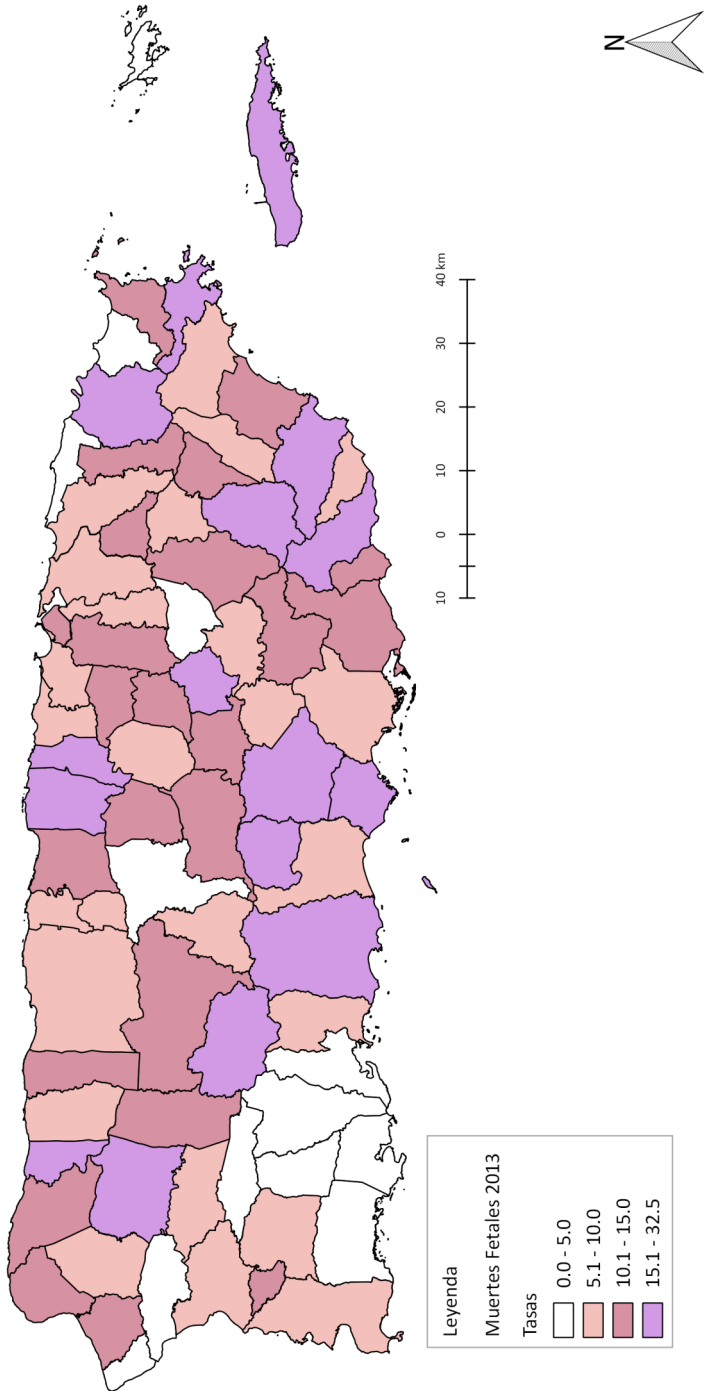 N
10 0 10 20 30 40 km
Leyenda
Muertes Fetales 2013
Tasas
0.0 - 5.0
5.1 - 10.0
10.1 - 15.0
15.1 - 32.5